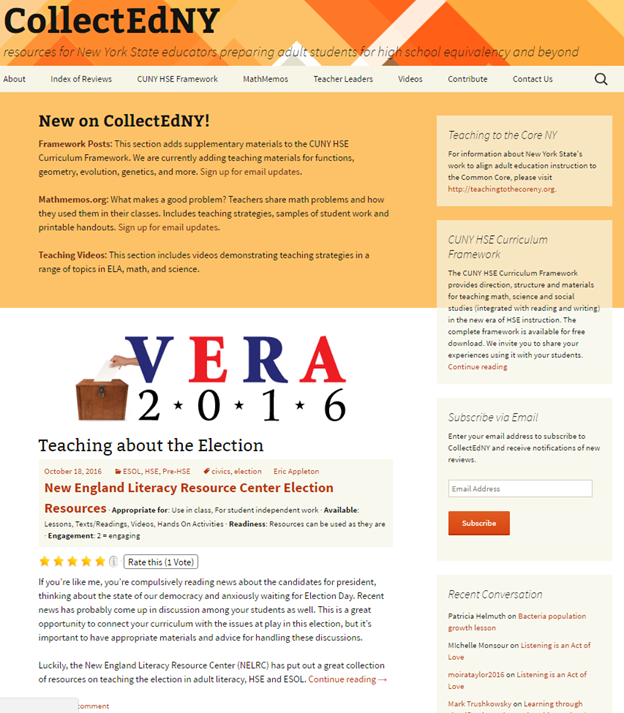 CollectEdNY
resources for New York State educators preparing adult students for high school equivalency and beyond
About Index of Reviews CUNY HSE Framework MathMemos Teacher Leaders Videos Contribute Contact Us
New on CollectEdNY!
Framework Posts: This section adds supplementary materials to the CUNY HSE
Curriculum Framework. We are currently adding teaching materials for functions,
geometry, evolution, genetics, and more. Sign up for email updates.
Mathmemos.org: What makes a good problem? Teachers share math problems and how
they used them in their classes. Includes teaching strategies, samples of student work and
printable handouts. Sign up for email updates.
Teaching Videos: This section includes videos demonstrating teaching strategies in a
range of topics in ELA, math, and science.
VERA
2★0★1★6
Teaching about the Election
October 18, 2016 ESOL, HSE, Pre-HSE civics, election Eric Appleton
New England Literacy Resource Center Election
Resources · Appropriate for: Use in class, For student independent work · Available:
Lessons, Texts/Readings, Videos, Hands On Activities · Readiness: Resources can be used as they are
· Engagement: 2 = engaging
Rate this (1 Vote)
If you're like me, you're compulsively reading news about the candidates for president,
thinking about the state of our democracy and anxiously waiting for Election Day. Recent
news has probably come up in discussion among your students as well. This is a great
opportunity to connect your curriculum with the issues at play in this election, but it's
important to have appropriate materials and advice for handling these discussions.
Luckily, the New England Literacy Resource Center (NELRC) has put out a great collection
of resources on teaching the election in adult literacy, HSE and ESOL. Continue reading →
comment
Teaching to the Core NY
For information about New York State's
work to align adult education instruction to
the Common Core, please visit
http://teachingtothecoreny.org.
CUNY HSE Curriculum
Framework
The CUNY HSE Curriculum Framework
provides direction, structure and materials
for teaching math, science and social
studies (integrated with reading and writing)
in the new era of HSE instruction. The
complete framework is available for free
download. We invite you to share your
experiences using it with your students.
Continue reading
Subscribe via Email
Enter your email address to subscribe to
CollectEdNY and receive notifications of new
reviews.
Email Address
Subscribe
Recent Conversation
Patricia Helmuth on Bacteria population
growth lesson
MIchelle Monsour on Listening is an Act of
Love
moirataylor2016 on Listening is an Act of
Love
Mark Trushkowsky on Learning through